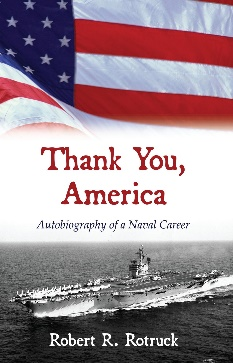 Thank You,
America
Autobiography of a Naval Career
Robert R. Rotruck